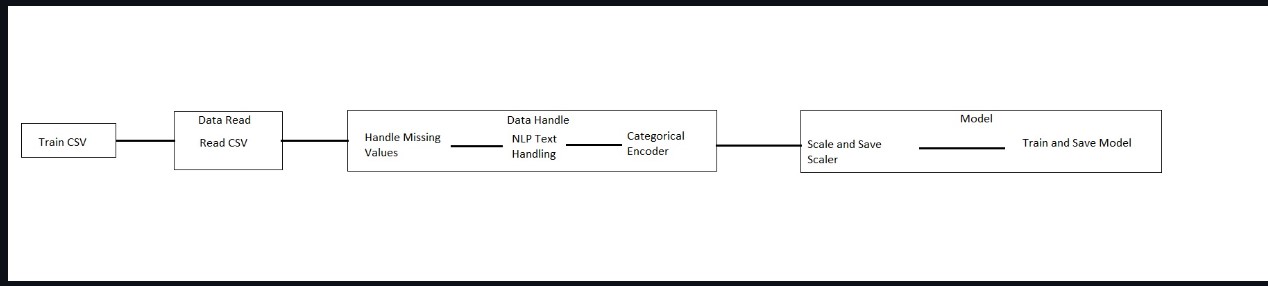 Train CSV
Data Read
Read CSV
Data Handle
Handle Missing
Values
NLP Text
Handling
Categorical
Encoder
Model
Scale and Save
Scaler
Train and Save Model